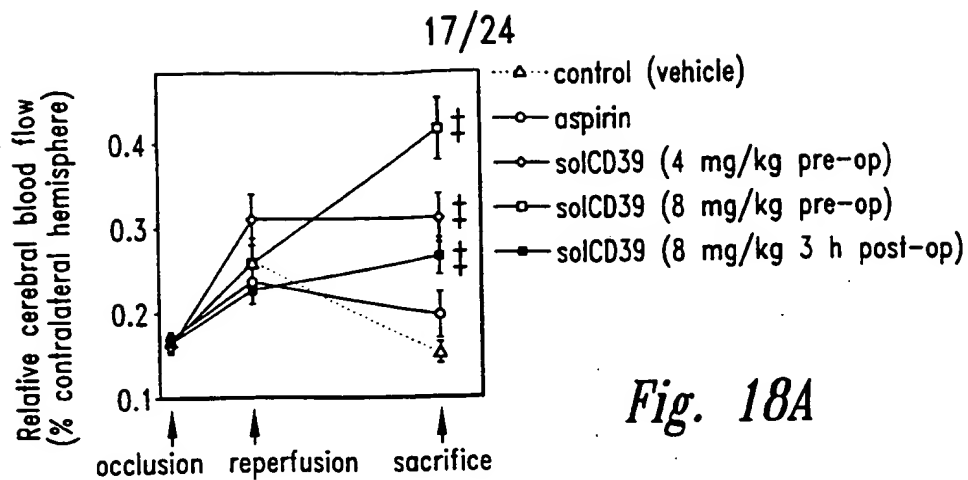 17/24
Relative cerebral blood flow
(% contralateral hemisphere)
0.4
0.3
0.2
0.1
occlusion
reperfusion
sacrifice
‡
‡
‡
control (vehicle)
aspirin
solCD39 (4 mg/kg pre-op)
solCD39 (8 mg/kg pre-op)
solCD39 (8 mg/kg 3 h post-op)
Fig. 18A